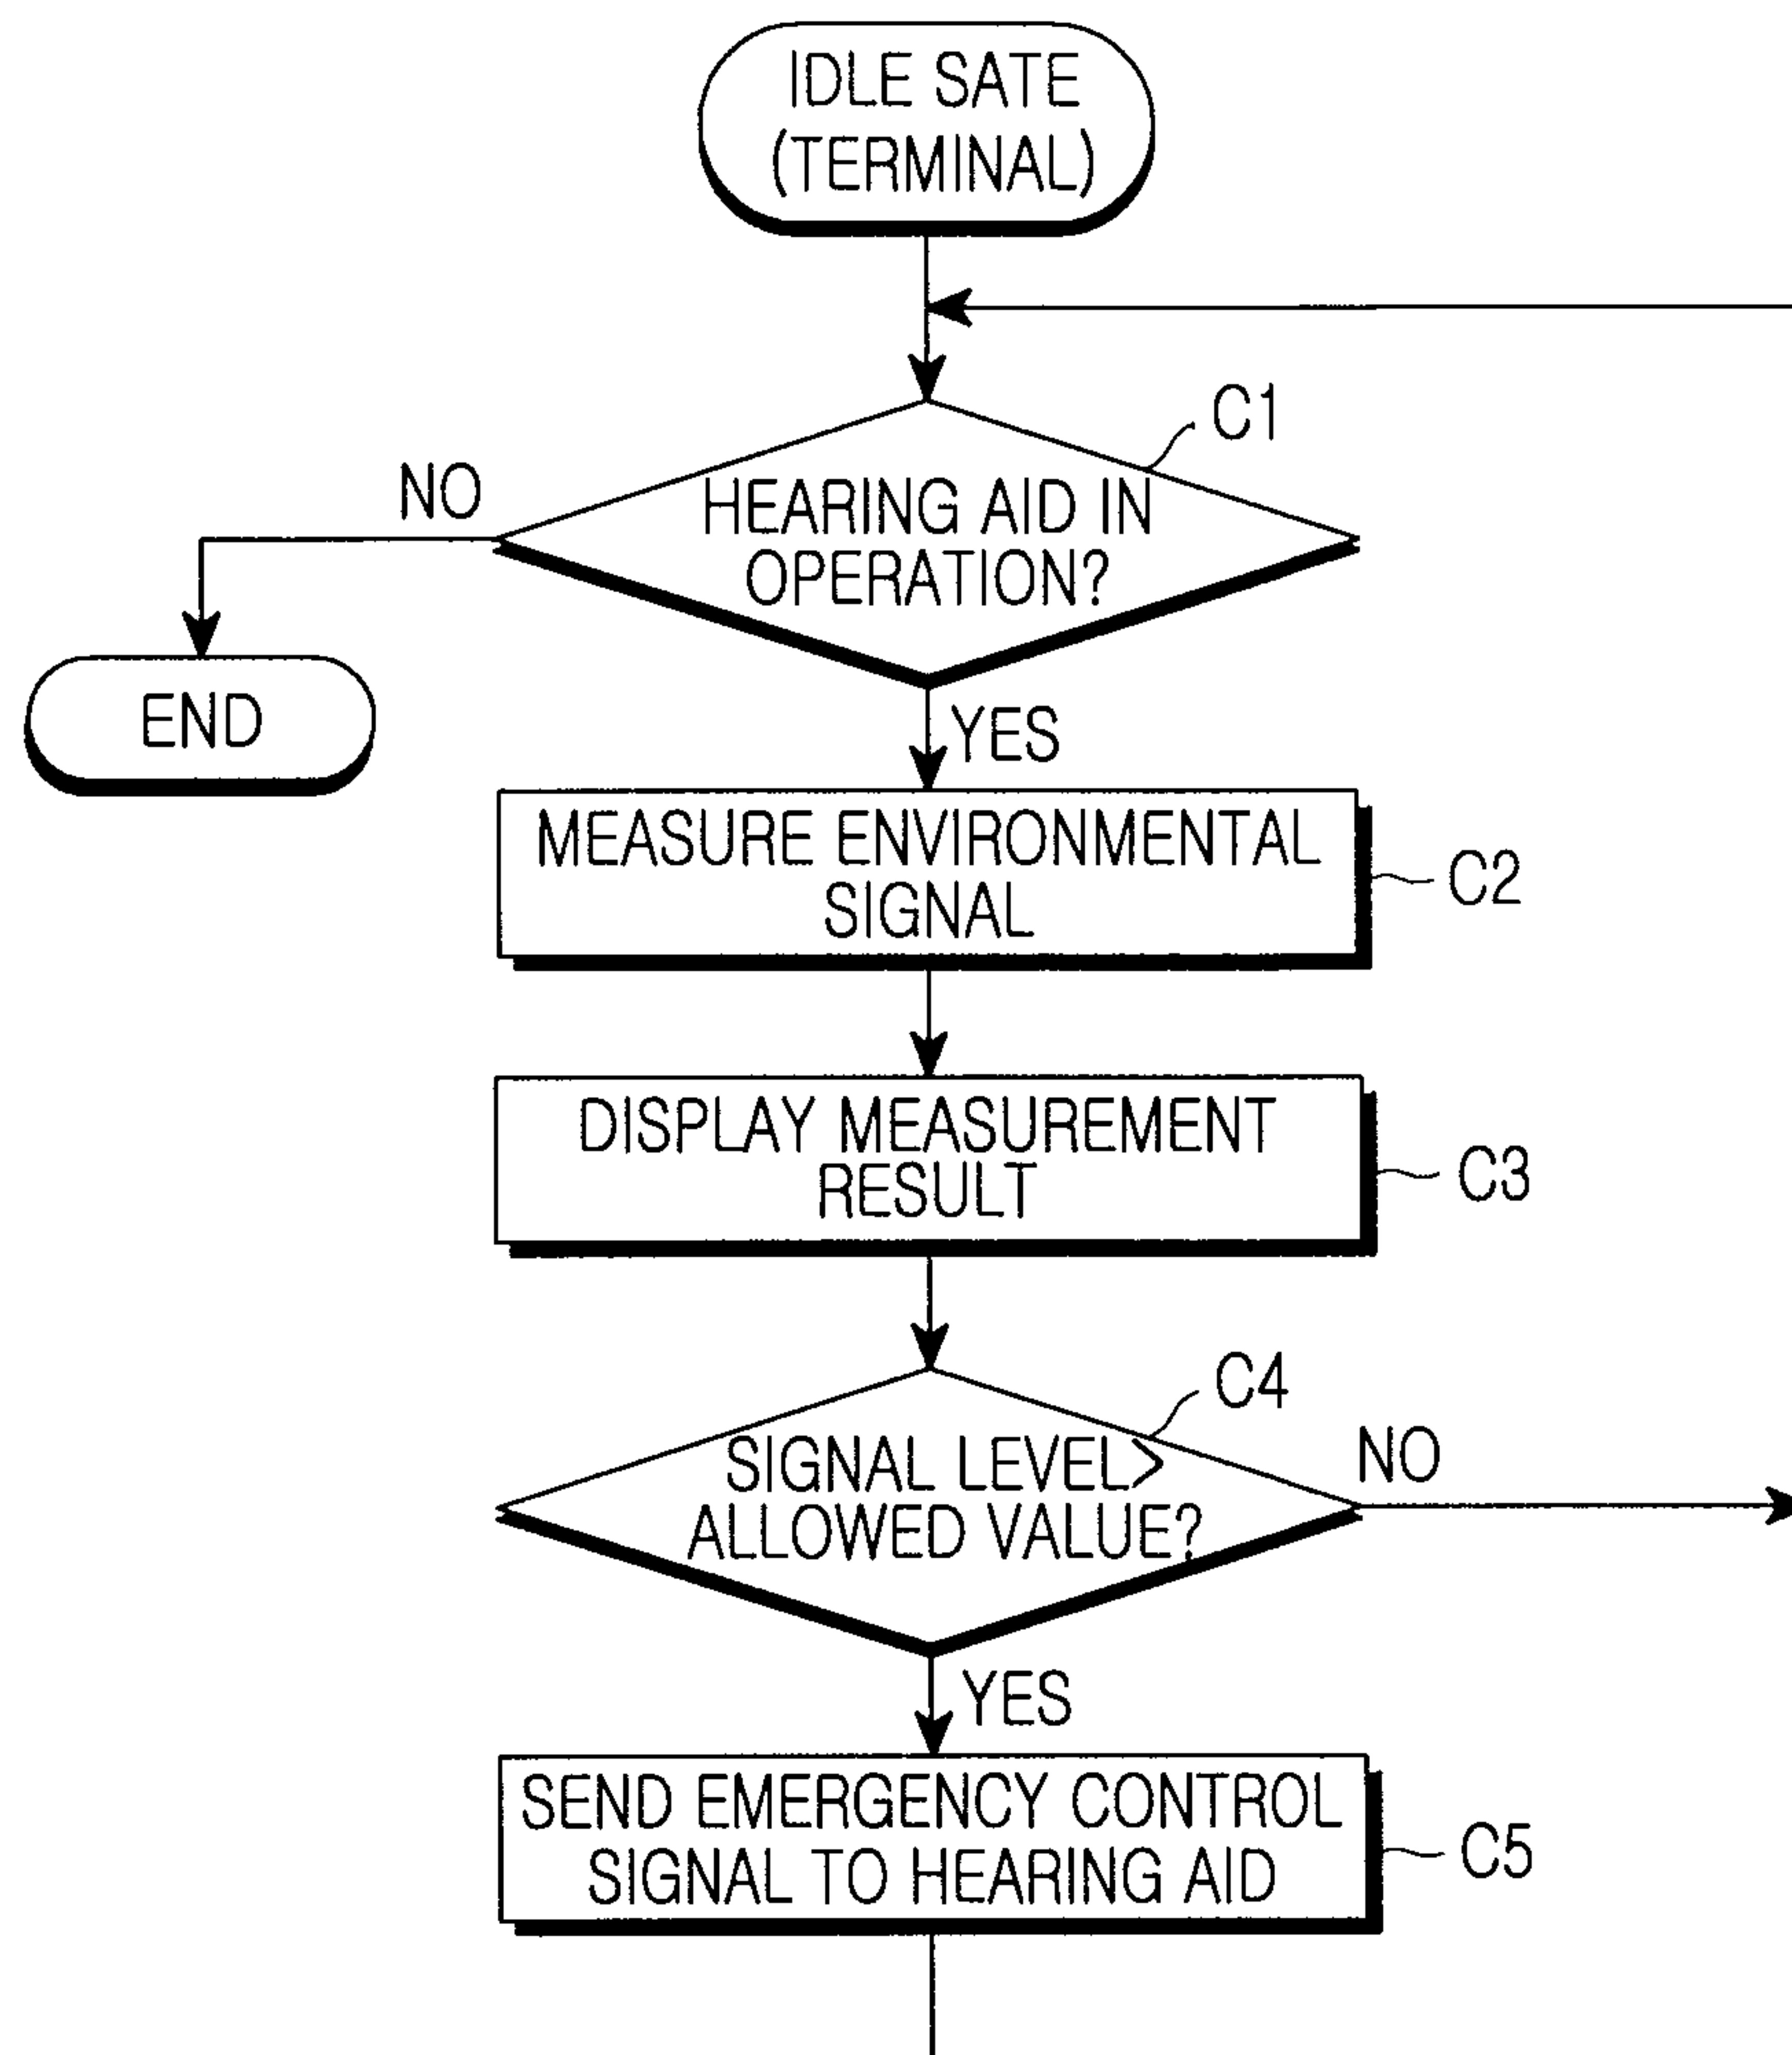 IDLE SATE
(TERMINAL)
C1
HEARING AID IN
OPERATION?
NO
END
YES
MEASURE ENVIRONMENTAL
SIGNAL
C2
DISPLAY MEASUREMENT
RESULT
C3
C4
SIGNAL LEVEL>
ALLOWED VALUE?
NO
YES
SEND EMERGENCY CONTROL
SIGNAL TO HEARING AID
C5